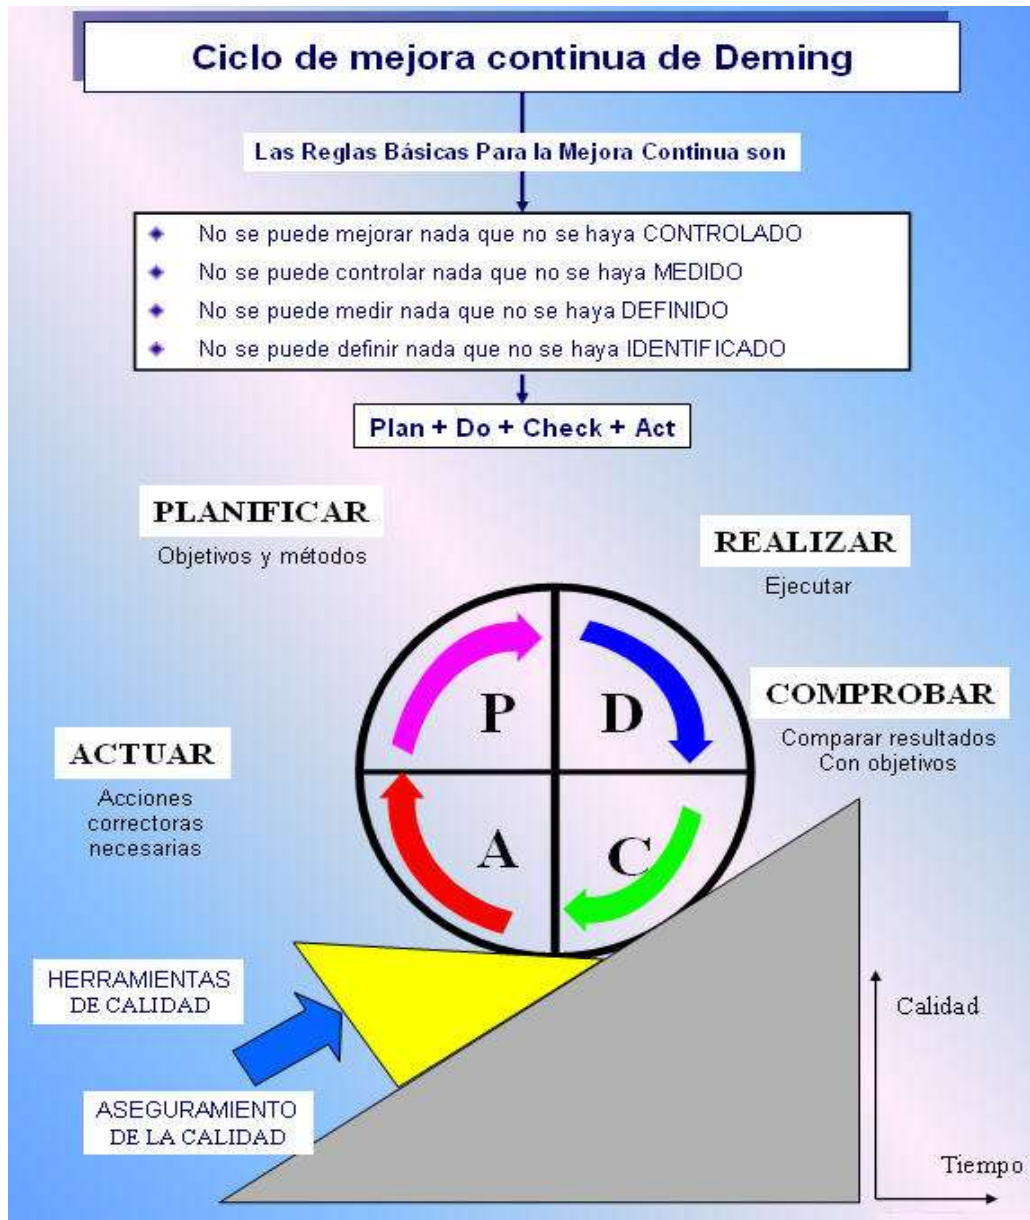 Ciclo de mejora continua de Deming
Las Reglas Básicas Para la Mejora Continua son
No se puede mejorar nada que no se haya CONTROLADO
No se puede controlar nada que no se haya MEDIDO
No se puede medir nada que no se haya DEFINIDO
No se puede definir nada que no se haya IDENTIFICADO
Plan + Do + Check + Act
PLANIFICAR
Objetivos y métodos
REALIZAR
Ejecutar
P
D
COMPROBAR
Comparar resultados
Con objetivos
ACTUAR
Acciones
correctoras
necesarias
A
C
HERRAMIENTAS
DE CALIDAD
Calidad
ASEGURAMIENTO
DE LA CALIDAD
Tiempo